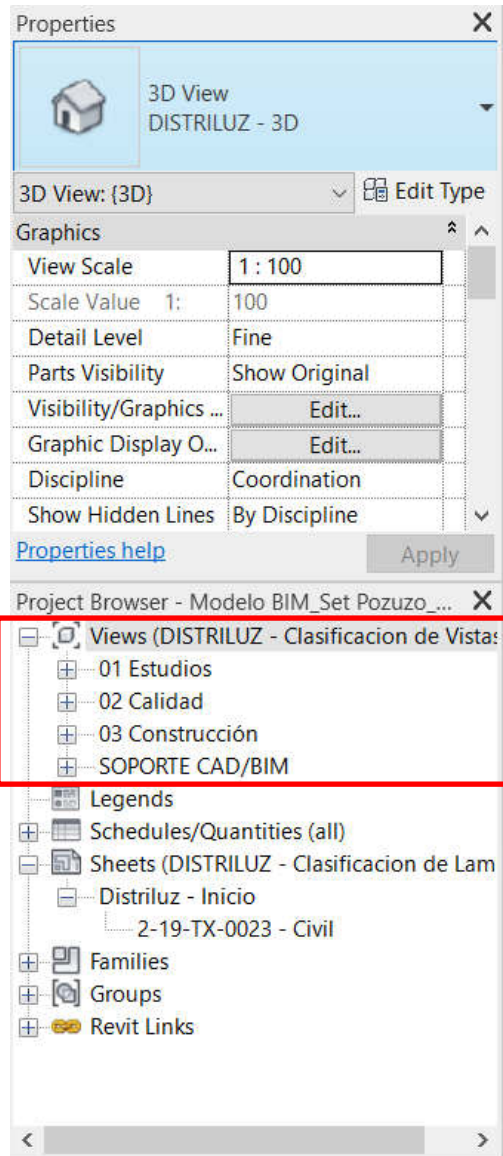 Properties
3D View
DISTRILUZ - 3D
3D View: {3D} Edit Type
Graphics
View Scale 1 : 100
Scale Value 1: 100
Detail Level Fine
Parts Visibility Show Original
Visibility/Graphics ... Edit...
Graphic Display O... Edit...
Discipline Coordination
Show Hidden Lines By Discipline
Properties help Apply
Project Browser - Modelo BIM_Set Pozuzo_...
Views (DISTRILUZ - Clasificacion de Vistas
01 Estudios
02 Calidad
03 Construcción
SOPORTE CAD/BIM
Legends
Schedules/Quantities (all)
Sheets (DISTRILUZ - Clasificacion de Lam
Distriluz - Inicio
2-19-TX-0023 - Civil
Families
Groups
Revit Links